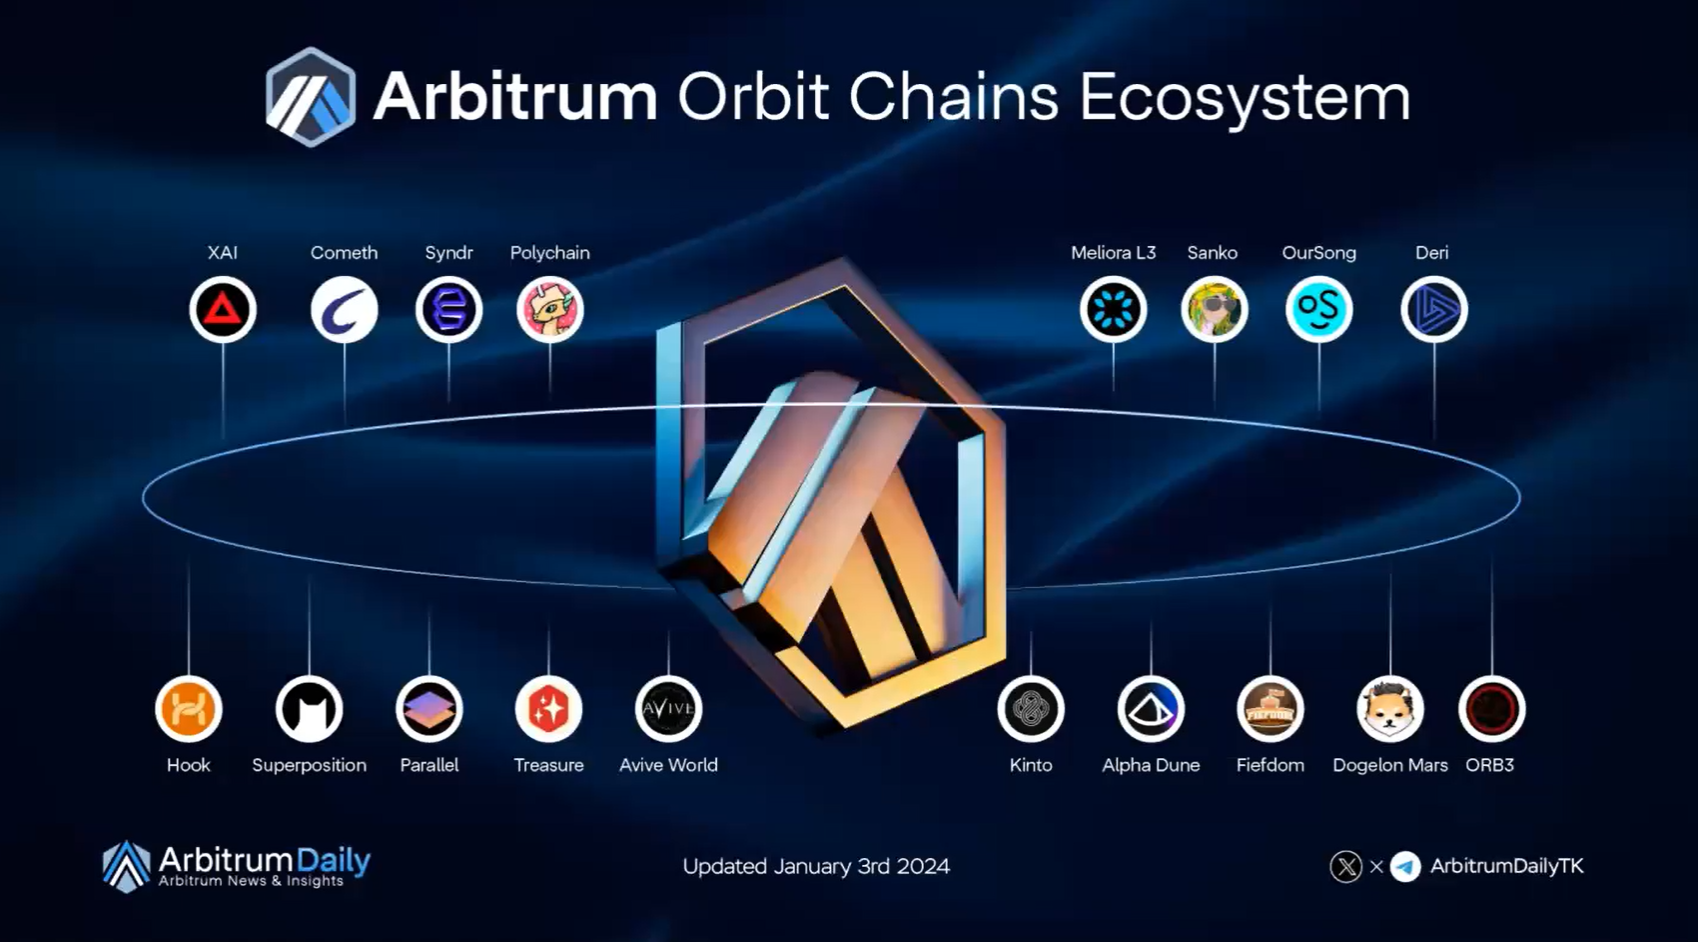 Arbitrum Orbit Chains Ecosystem
XAI
Cometh
Syndr
Polychain
Meliora L3
Sanko
OurSong
Deri
AVIVE
Hook
Superposition
Parallel
Treasure
Avive World
Kinto
Alpha Dune
Fiefdom
Dogelon Mars
ORB3
ArbitrumDaily
Arbitrum News & Insights
Updated January 3rd 2024
X × ArbitrumDailyTK